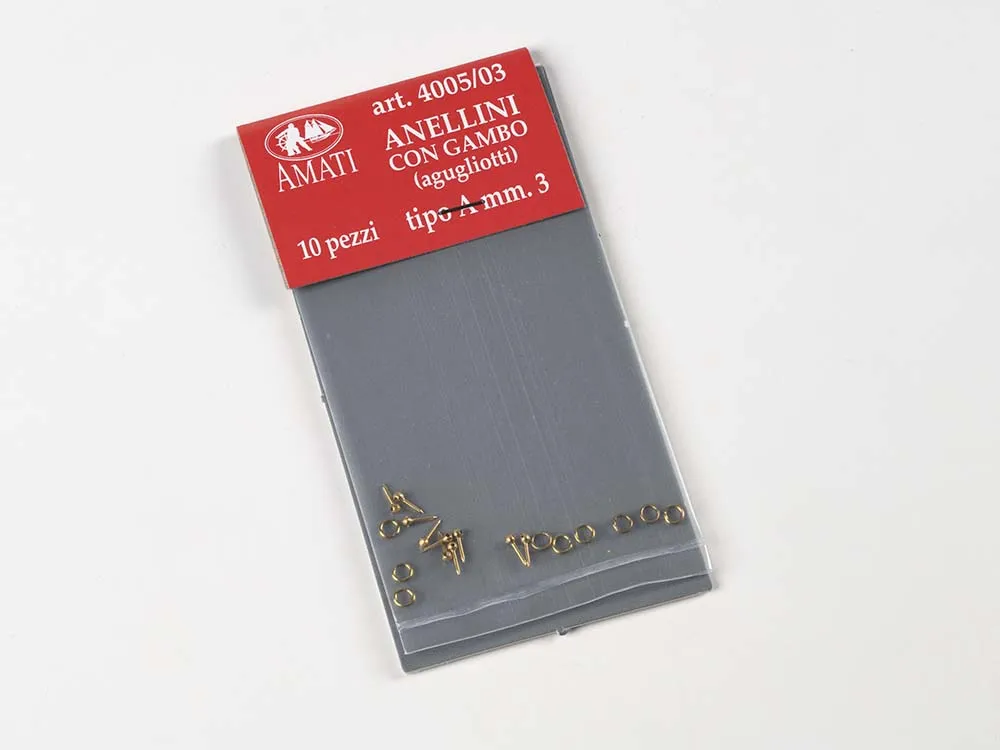 art. 4005/03
AMATI
ANELLINI
CON GAMBO
(agugliotti)
10 pezzi
tipo A mm. 3